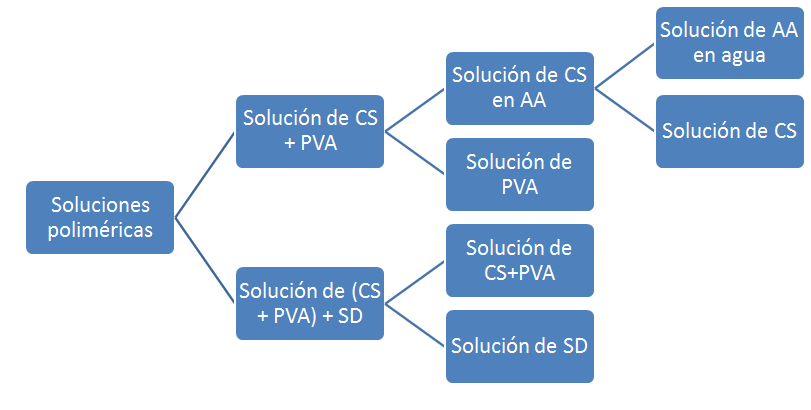 Soluciones
poliméricas
Solución de CS
+ PVA
Solución de CS
en AA
Solución de AA
en agua
Solución de CS
Solución de
PVA
Solución de (CS
+ PVA) + SD
Solución de
CS+PVA
Solución de SD